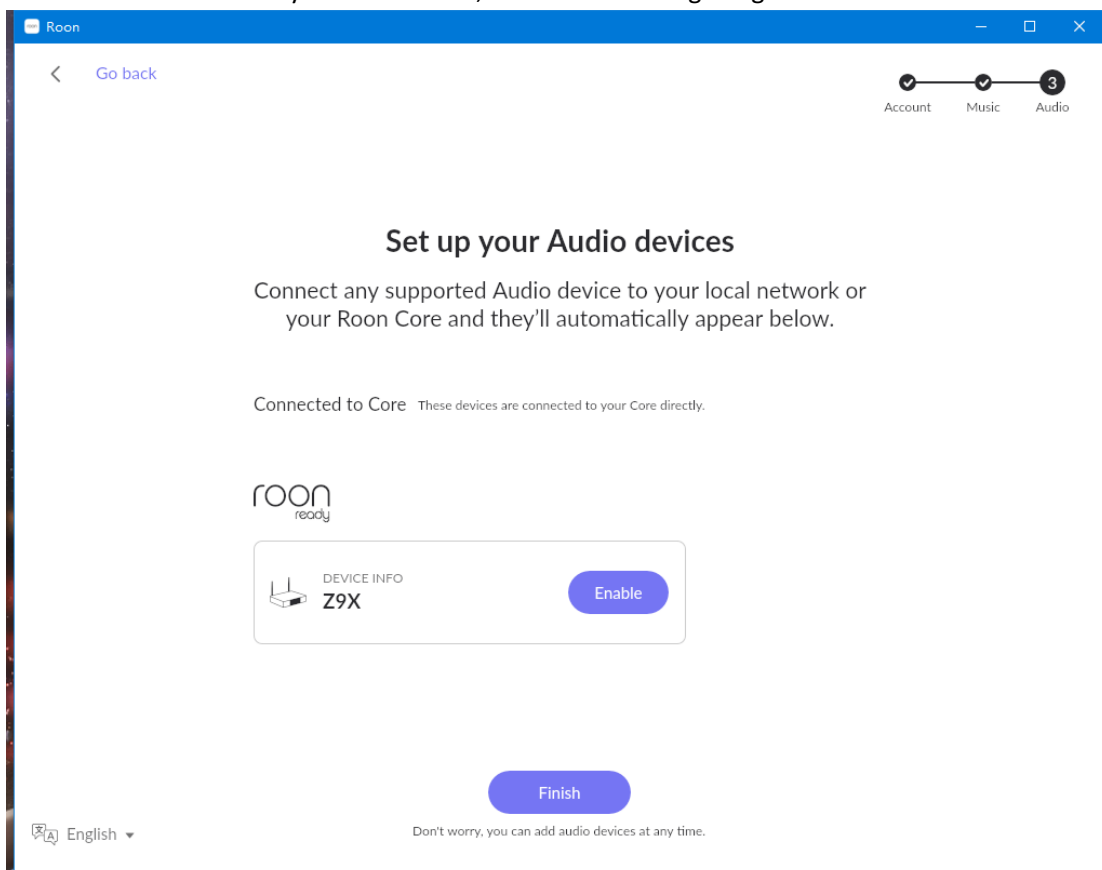 Roon
Go back
3
Account Music Audio
Set up your Audio devices
Connect any supported Audio device to your local network or
your Roon Core and they'll automatically appear below.
Connected to Core These devices are connected to your Core directly.
roon
ready
DEVICE INFO
Z9X
Enable
Finish
Don't worry, you can add audio devices at any time.
English